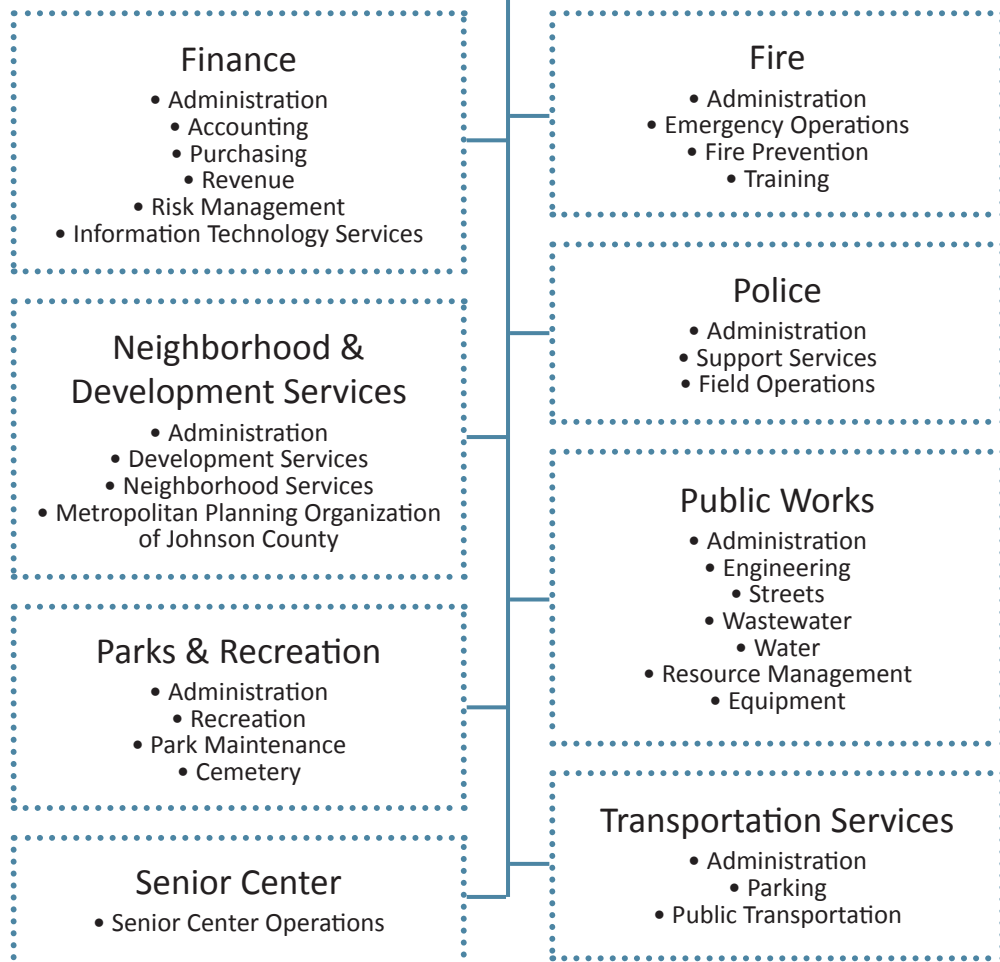 Finance
• Administration
• Accounting
• Purchasing
• Revenue
• Risk Management
• Information Technology Services
Neighborhood &
Development Services
• Administration
• Development Services
• Neighborhood Services
• Metropolitan Planning Organization
of Johnson County
Parks & Recreation
• Administration
• Recreation
• Park Maintenance
• Cemetery
Senior Center
• Senior Center Operations
Fire
• Administration
• Emergency Operations
• Fire Prevention
• Training
Police
• Administration
• Support Services
• Field Operations
Public Works
• Administration
• Engineering
• Streets
• Wastewater
• Water
• Resource Management
• Equipment
Transportation Services
• Administration
• Parking
• Public Transportation